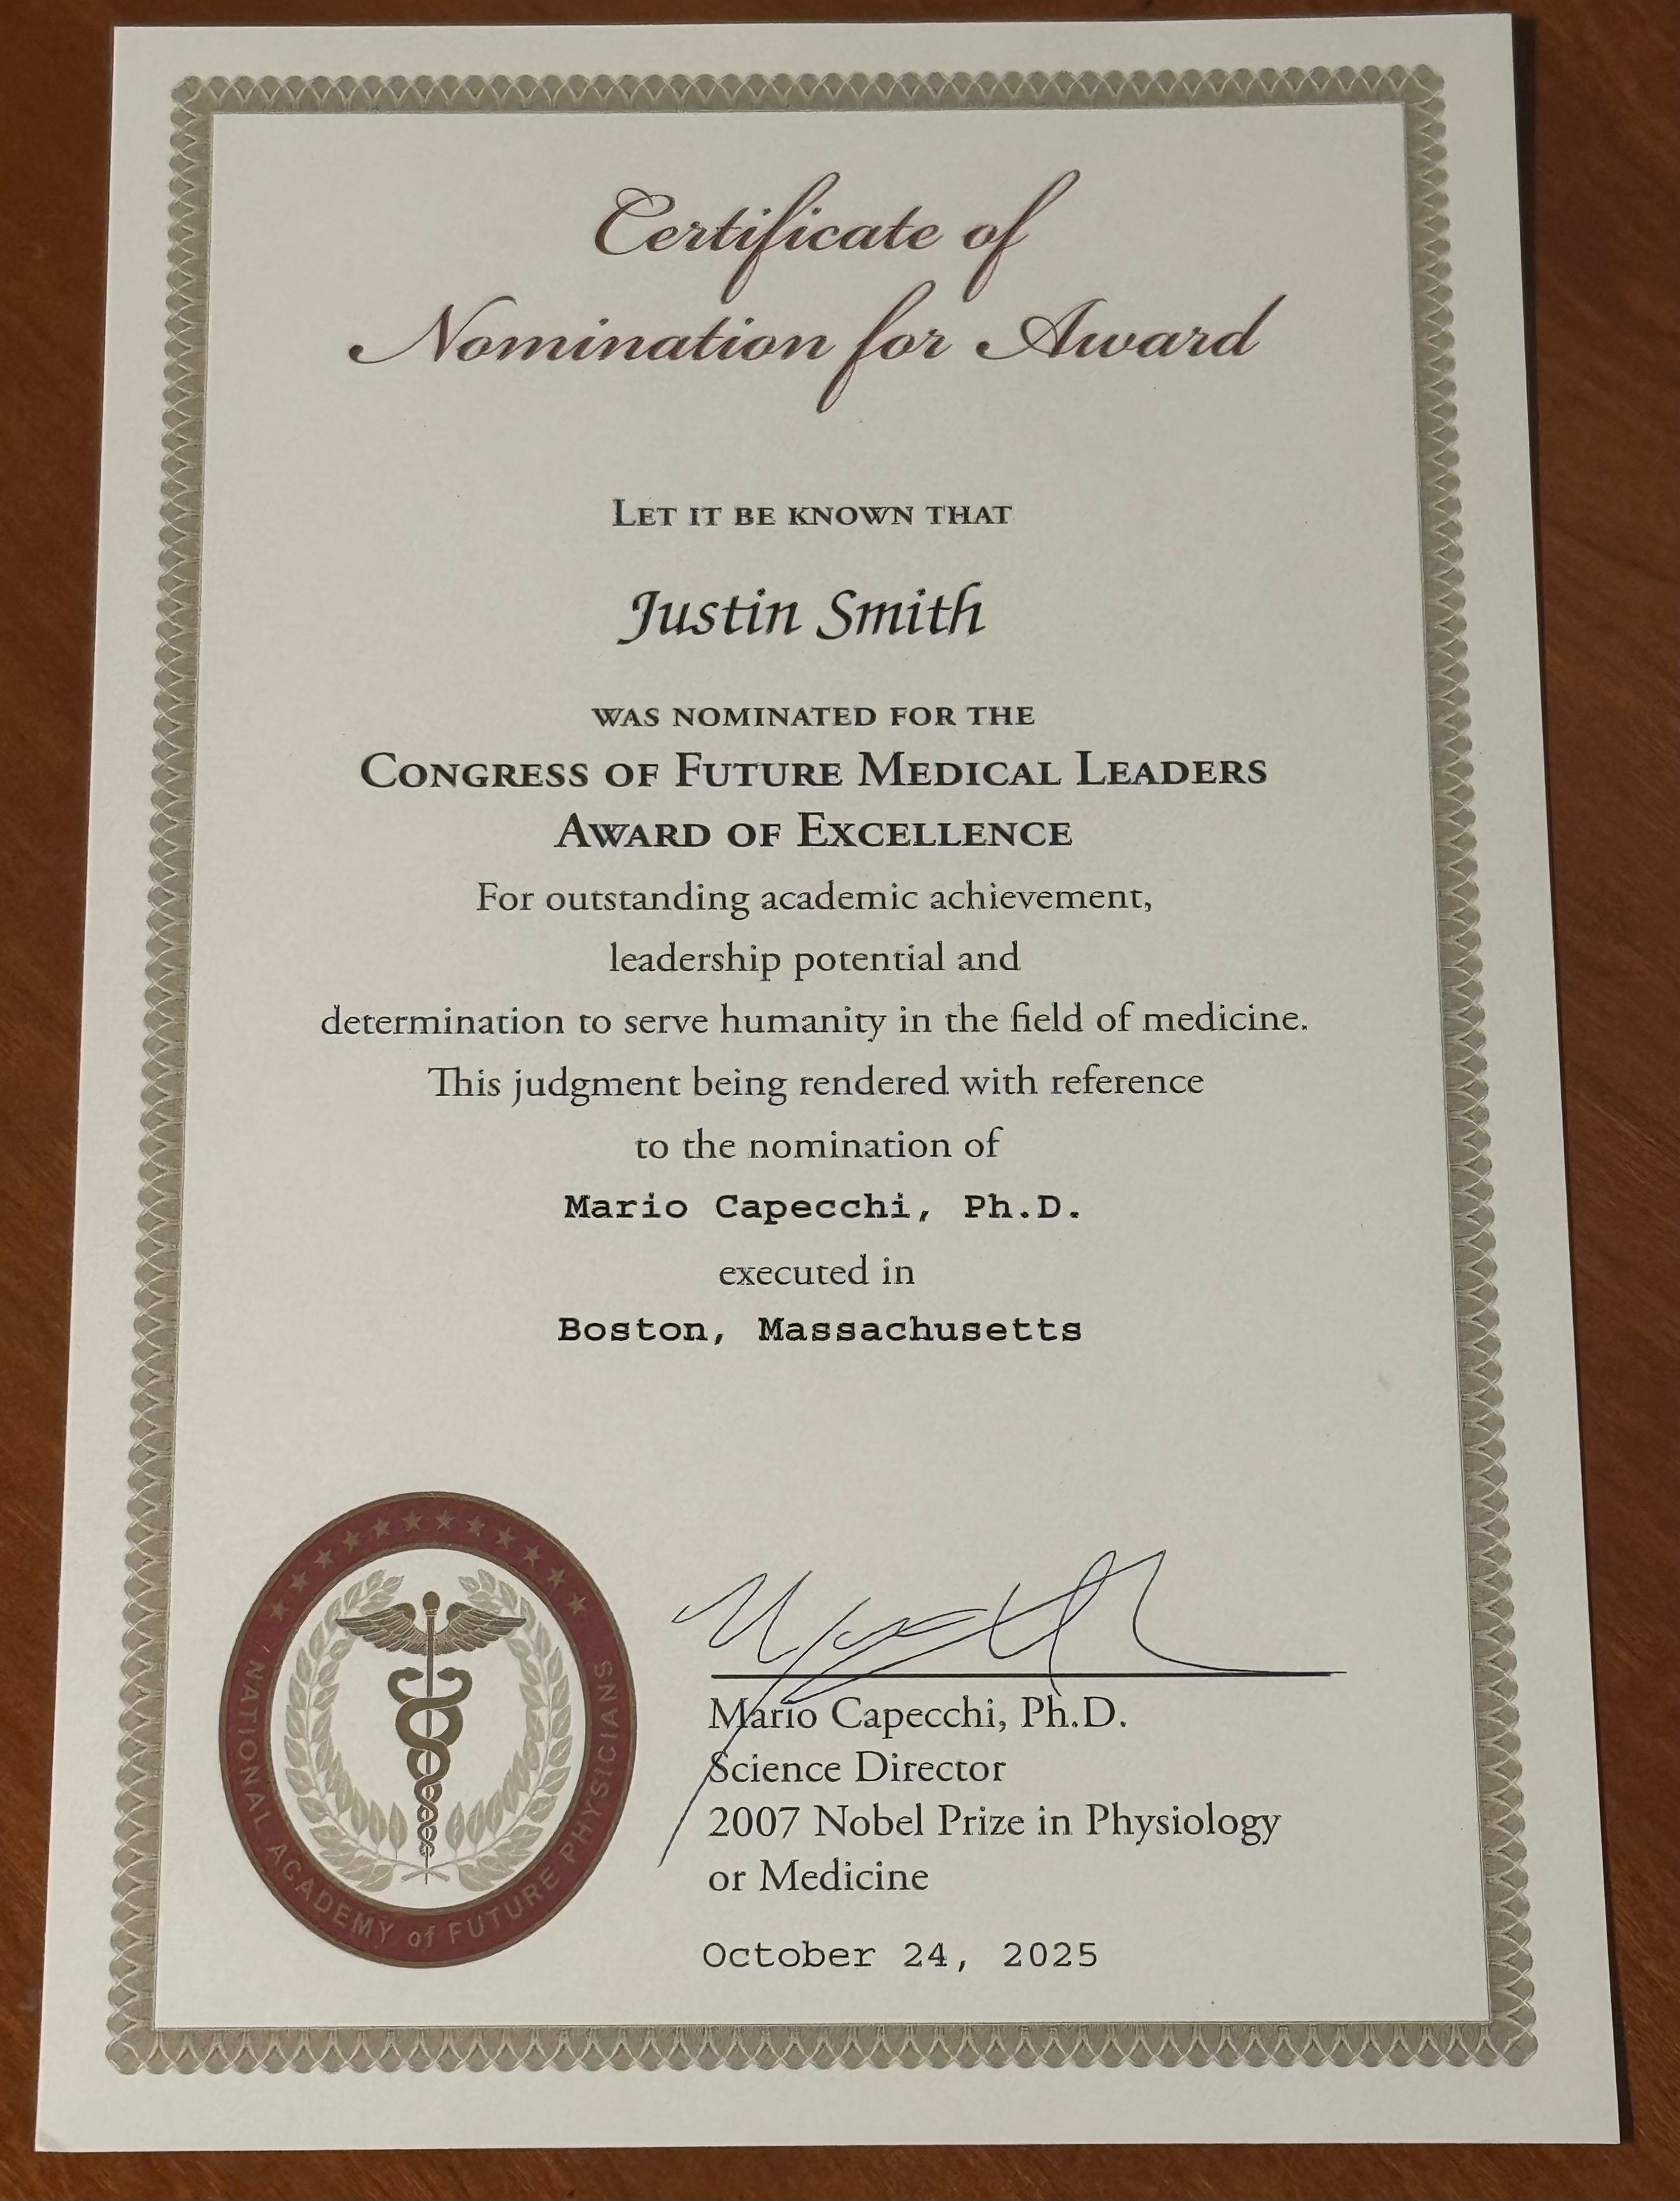 Certificate of
Nomination for Award
LET IT BE KNOWN THAT
Justin Smith
WAS NOMINATED FOR THE
CONGRESS OF FUTURE MEDICAL LEADERS
AWARD OF EXCELLENCE
For outstanding academic achievement,
leadership potential and
determination to serve humanity in the field of medicine.
This judgment being rendered with reference
to the nomination of
Mario Capecchi, Ph.D.
executed in
Boston, Massachusetts
NATIONAL ACADEMY of FUTURE PHYSICIANS
Mario Capecchi, Ph.D.
Science Director
2007 Nobel Prize in Physiology
or Medicine
October 24, 2025